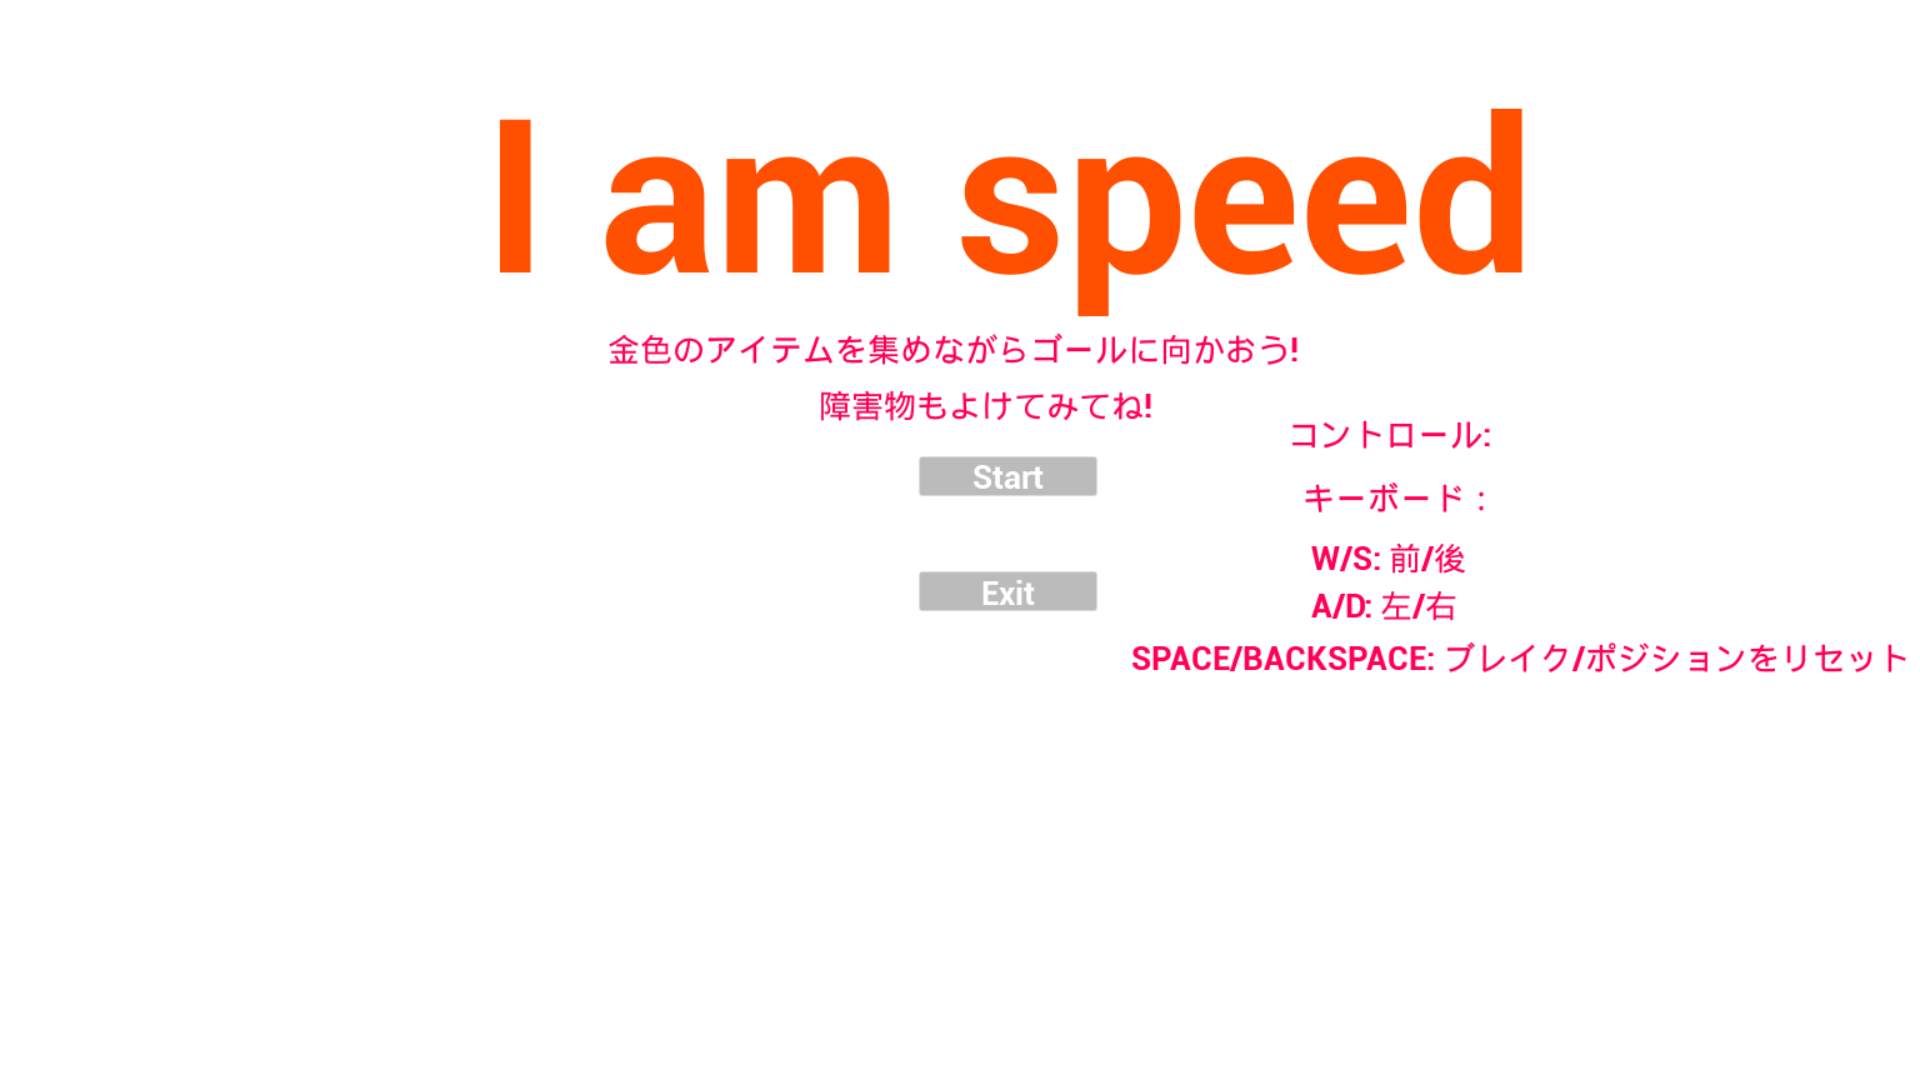 I am speed
金色のアイテムを集めながらゴールに向かおう!
障害物もよけてみてね!
コントロール:
Start
キーボード：
W/S: 前/後
Exit
A/D: 左/右
SPACE/BACKSPACE: ブレイク/ポジションをリセット